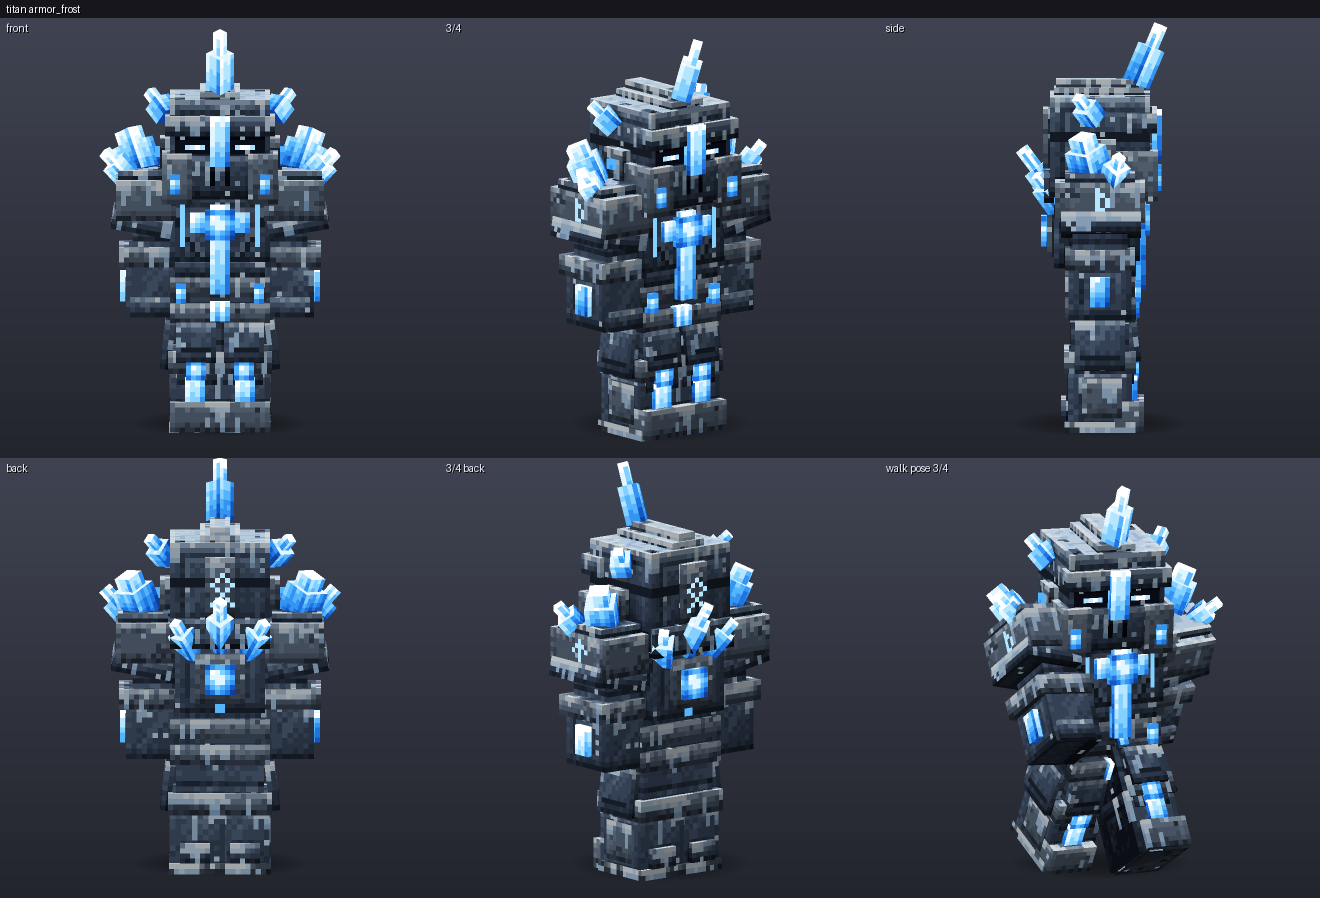 titan armor_frost
front
3/4
side
back
3/4 back
walk pose 3/4